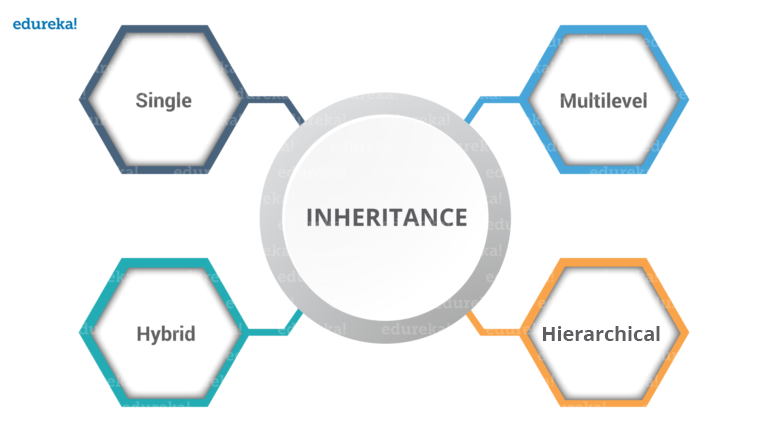 edureka!
Single
Multilevel
INHERITANCE
Hybrid
Hierarchical